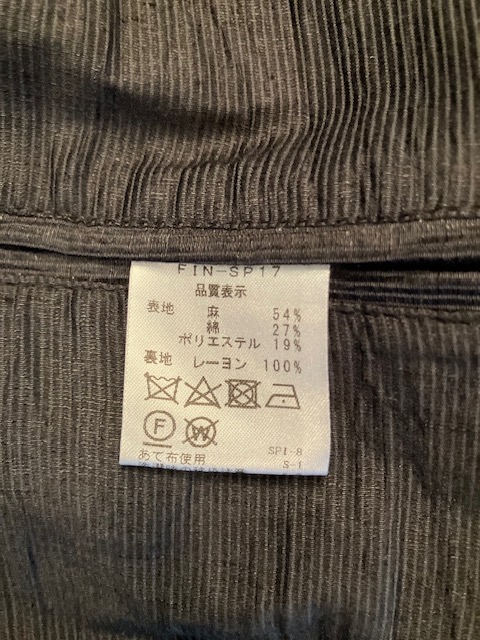 FIN-SP17
品質表示
表地 麻 54%
綿 27%
ポリエステル 19%
裏地 レーヨン 100%
F W
あて布使用 SPI-8
S-1